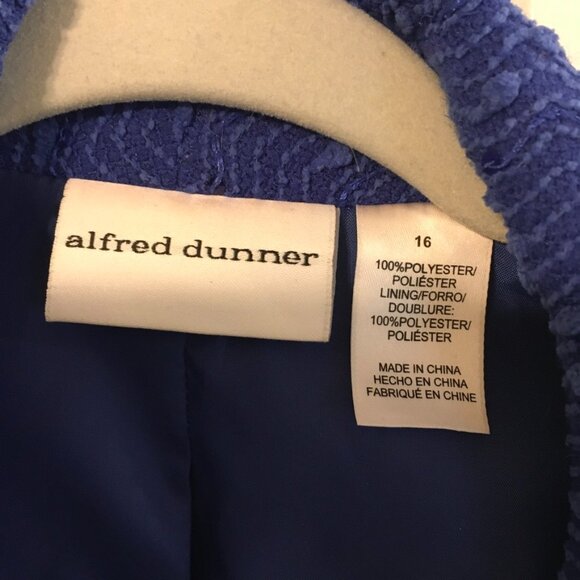 alfred dunner
16
100%POLYESTER/
POLIÉSTER
LINING/FORRO/
DOUBLURE:
100%POLYESTER/
POLIÉSTER
MADE IN CHINA
HECHO EN CHINA
FABRIQUÉ EN CHINE